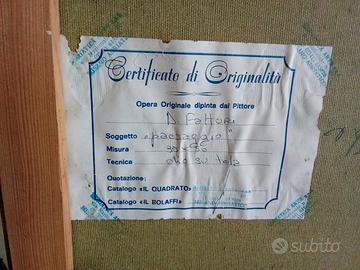 Certificato di Originalità
Opera Originale dipinta dal Pittore
D Fattori
Soggetto "paesaggio"
Misura
Tecnica olio su tela
Quotazione:
Catalogo «IL QUADRATO»
Catalogo «IL BOLAFFI»
subito